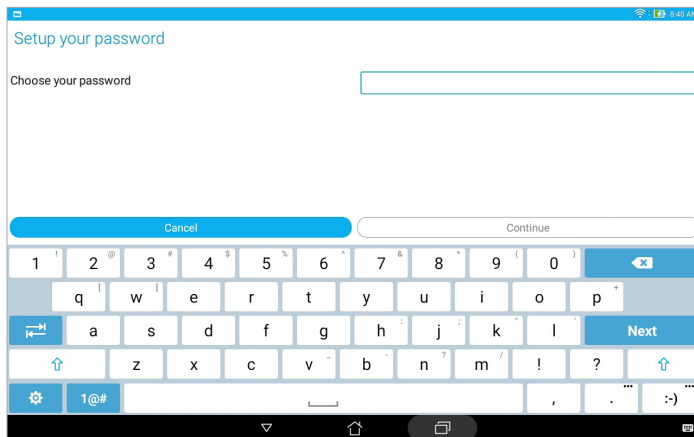 8:40 AM
Setup your password
Choose your password
Cancel Continue
1 ! 2 @ 3 # 4 $ 5 % 6 ^ 7 & 8 * 9 ( 0 )
q [ w ] e r t y u i o p +
a s d f g h : j ; k " l ' Next
z x c v _ b - n ? m / ! ?
1@# , . ... :-) ...